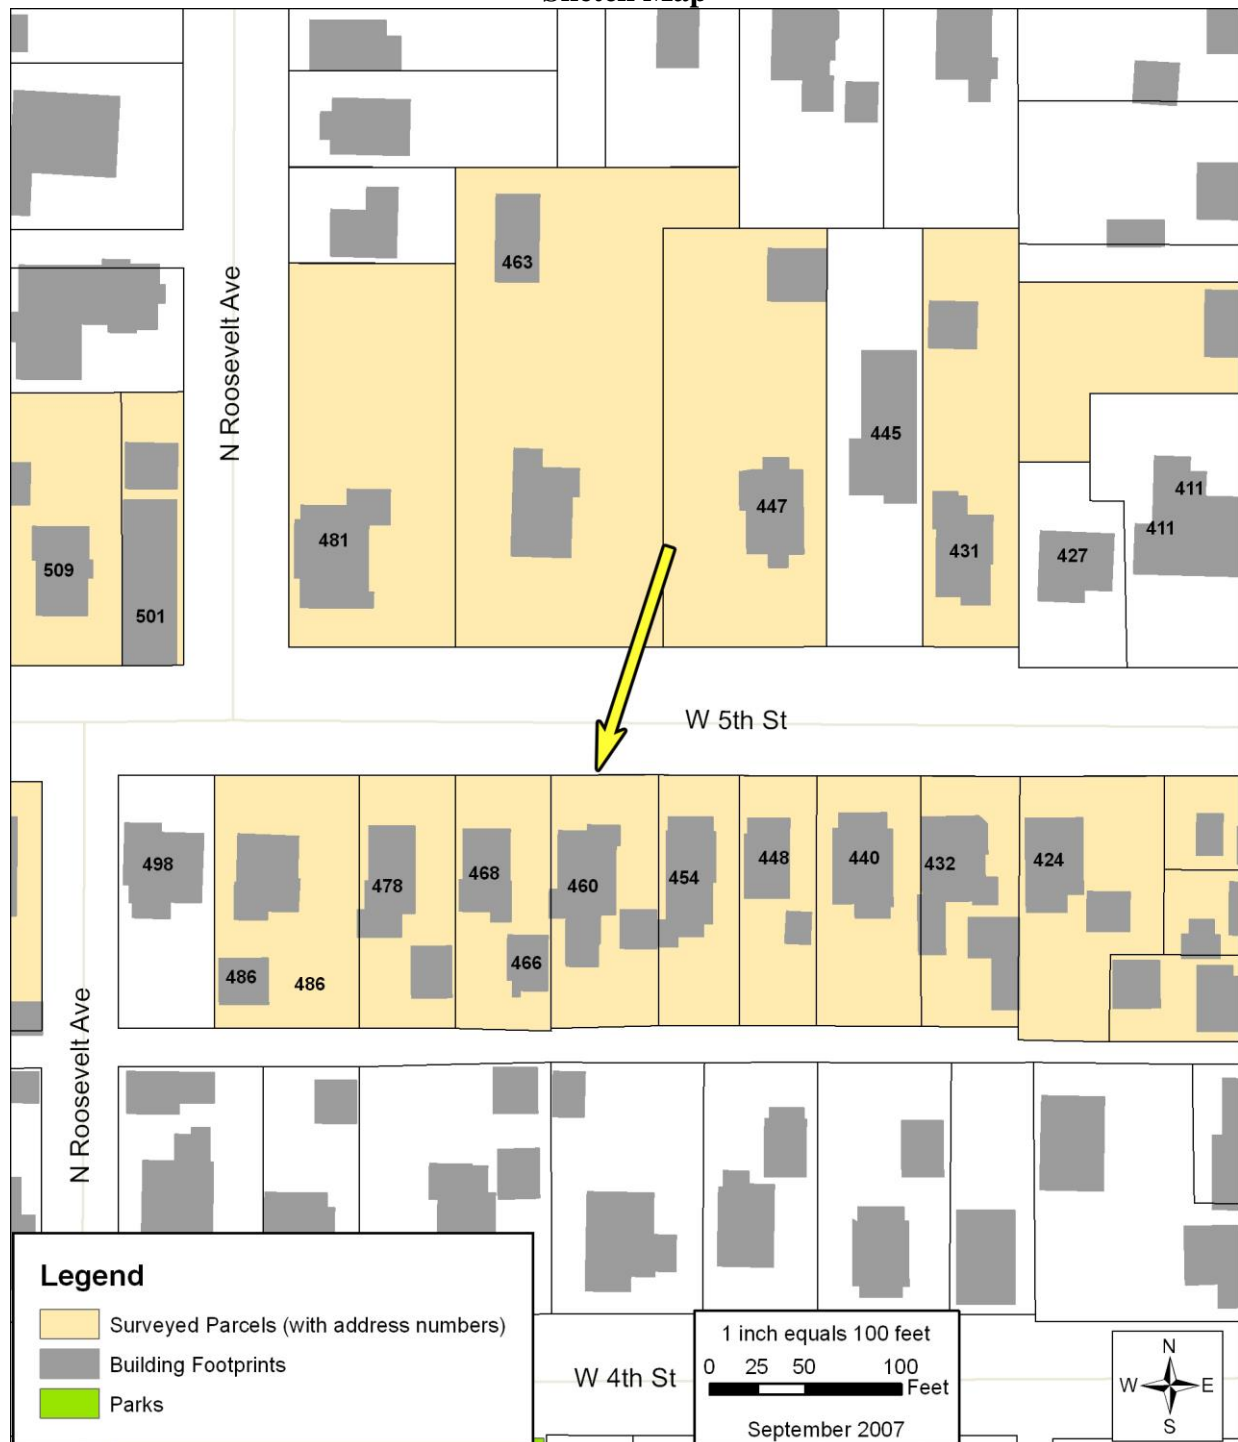 Sketch Map
463
N Roosevelt Ave
445
447
411
481
411
431
427
509
501
W 5th St
498
448
440
432
424
468
454
478
460
466
486
486
N Roosevelt Ave
Legend
Surveyed Parcels (with address numbers)
Building Footprints
Parks
1 inch equals 100 feet
0 25 50 100
Feet
September 2007
W 4th St
N
W E
S